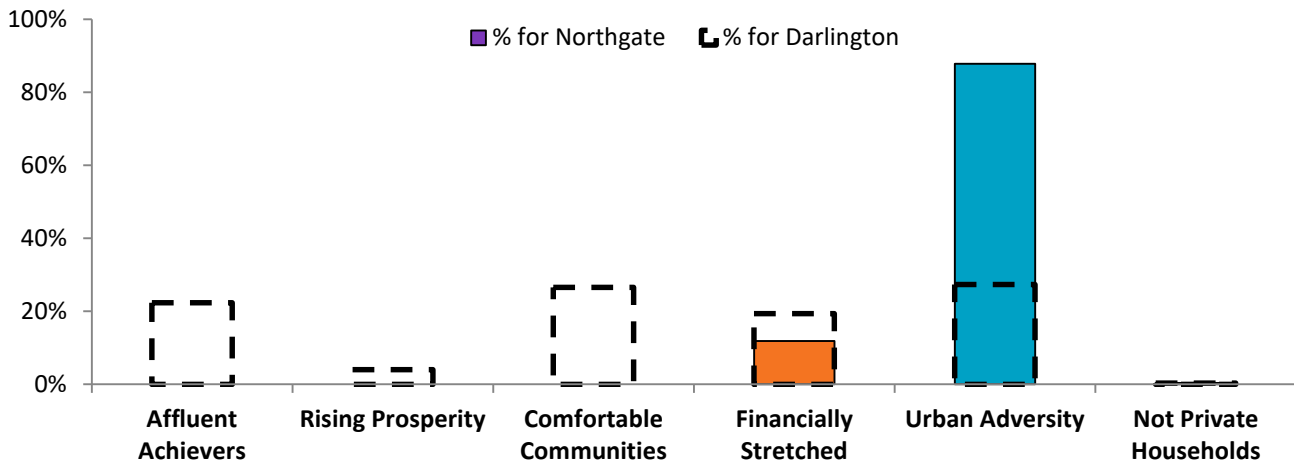 100%
% for Northgate % for Darlington
80%
60%
40%
20%
0%
Affluent Rising Prosperity Comfortable Financially Urban Adversity Not Private
Achievers Communities Stretched Households